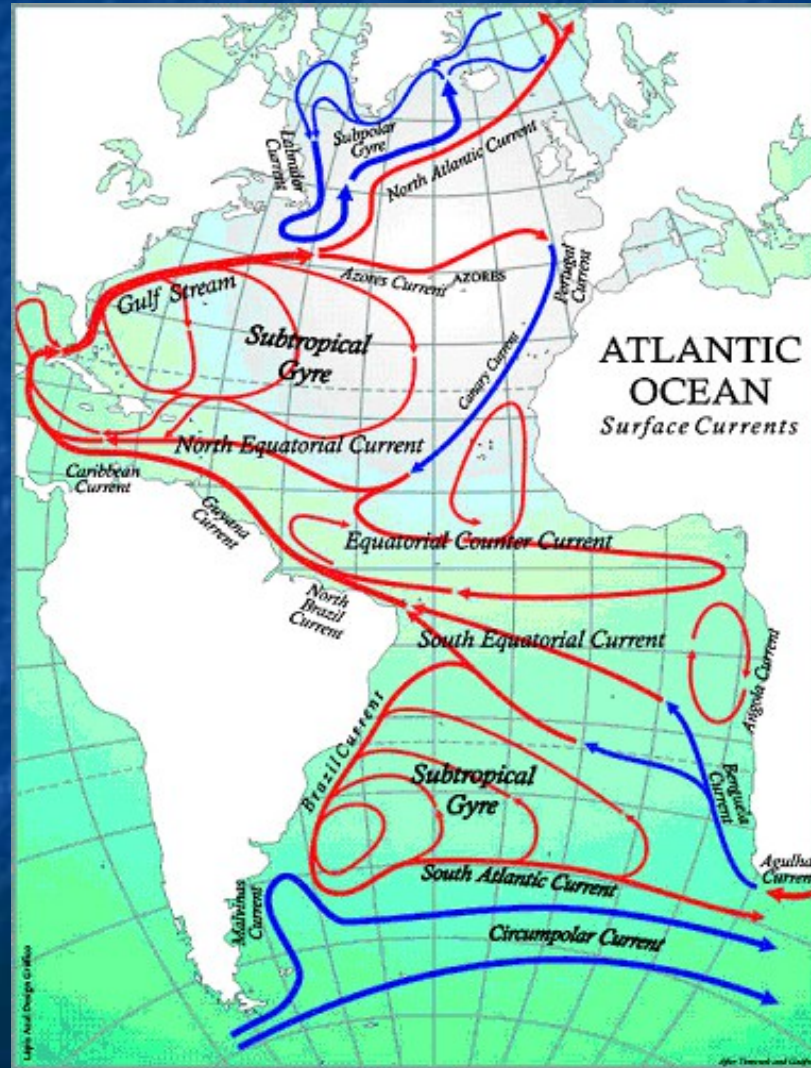 Labrador
Current
Subpolar
Gyre
North Atlantic Current
Gulf Stream
Azores Current
AZORES
Portugal
Current
Subtropical
Gyre
Canary Current
ATLANTIC
OCEAN
Surface Currents
North Equatorial Current
Caribbean
Current
Guyana
Current
Equatorial Counter Current
North
Brazil
Current
South Equatorial Current
Angola Current
Brazil Current
Subtropical
Gyre
Benguela
Current
Agulhas
Current
South Atlantic Current
Malvinas
Current
Circumpolar Current